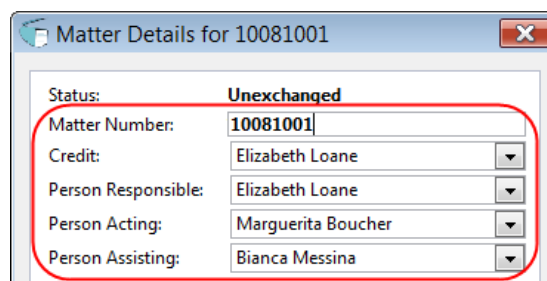 Matter Details for 10081001
Status: Unexchanged
Matter Number: 10081001
Credit: Elizabeth Loane
Person Responsible: Elizabeth Loane
Person Acting: Marguerita Boucher
Person Assisting: Bianca Messina